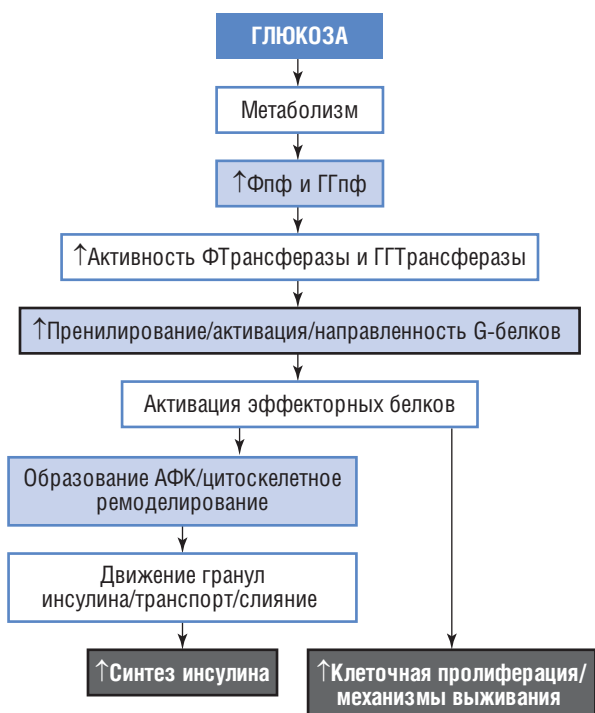 ГЛЮКОЗА
Метаболизм
↑Фпф и ГГпф
↑Активность ФТрансферазы и ГГТрансферазы
↑Пренилирование/активация/направленность G-белков
Активация эффекторных белков
Образование АФК/цитоскелетное
ремоделирование
Движение гранул
инсулина/транспорт/слияние
↑Синтез инсулина
↑Клеточная пролиферация/
механизмы выживания